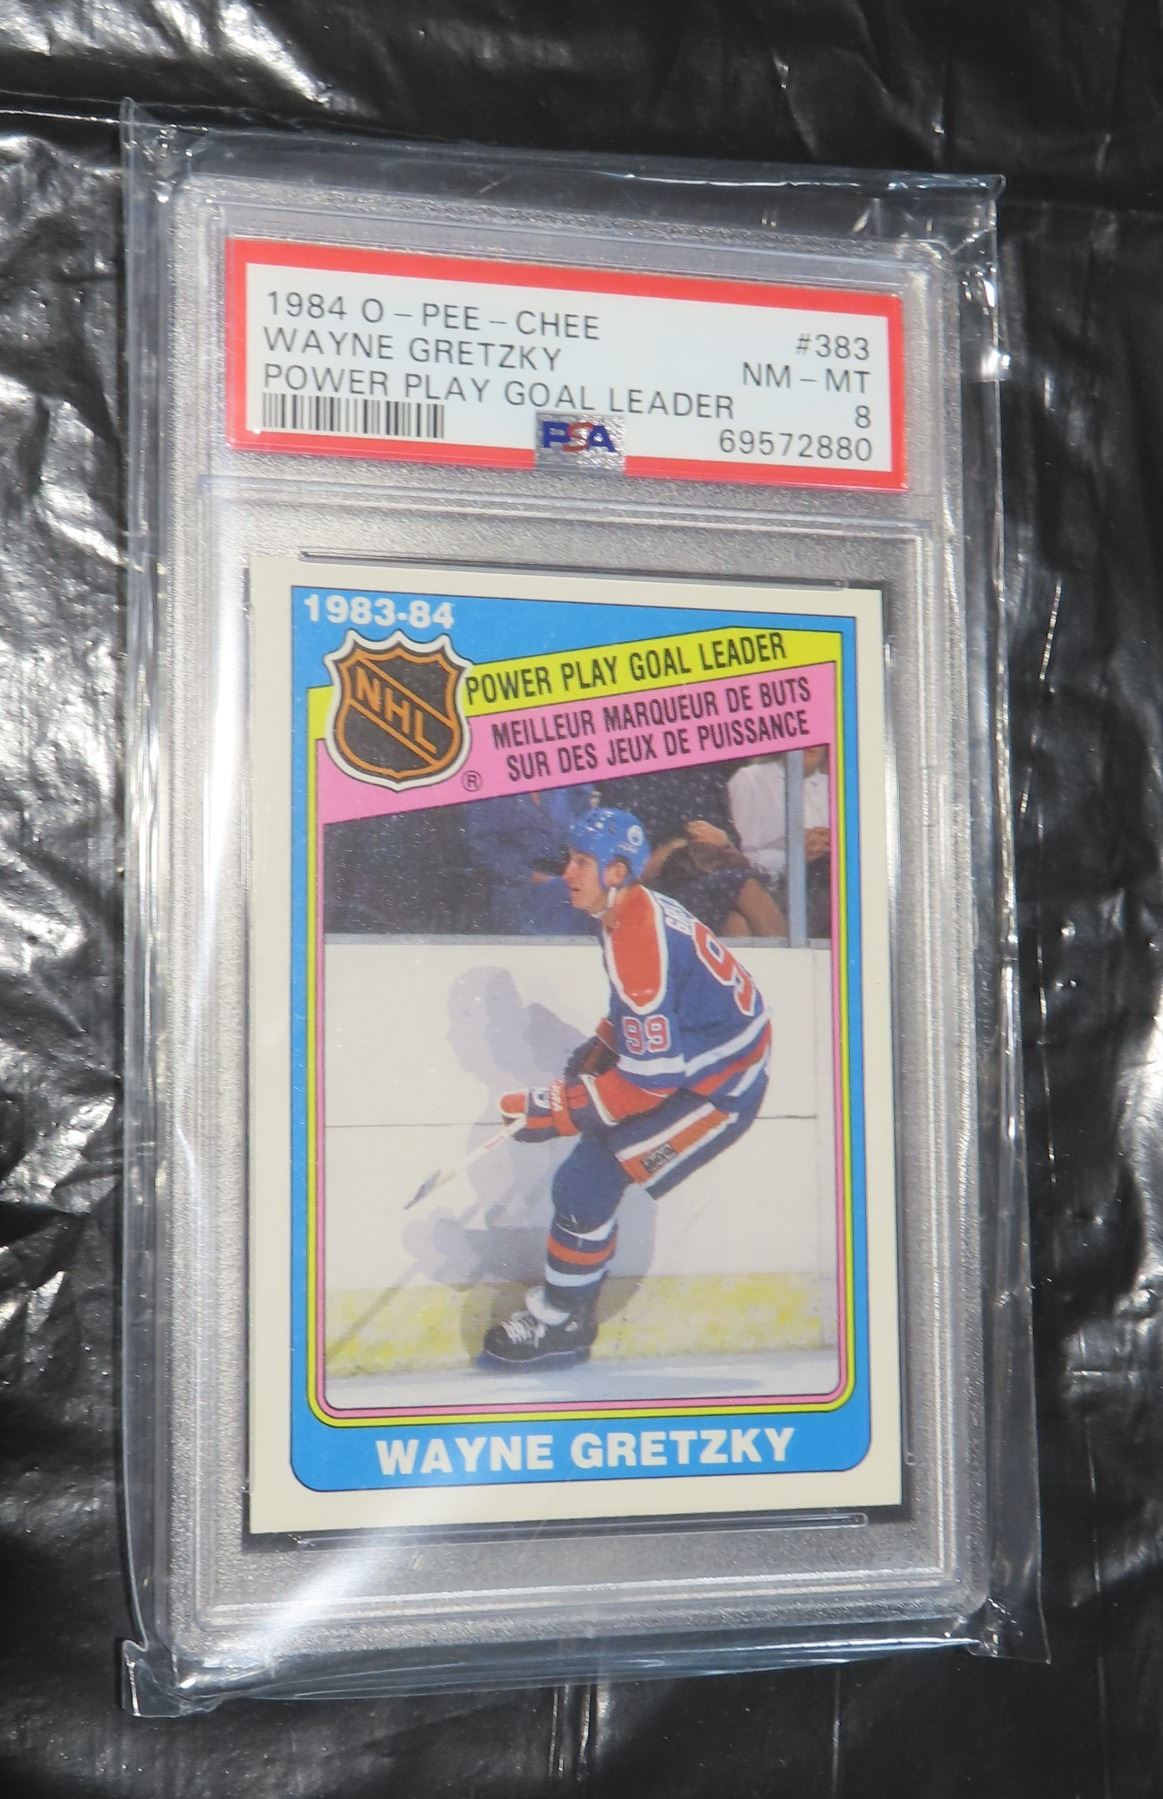 1984 O-PEE-CHEE
#383
WAYNE GRETZKY
NM-MT
POWER PLAY GOAL LEADER
8
PSA
69572880
1983-84
NHL
®
POWER PLAY GOAL LEADER
MEILLEUR MARQUEUR DE BUTS
SUR DES JEUX DE PUISSANCE
99
99
WAYNE GRETZKY